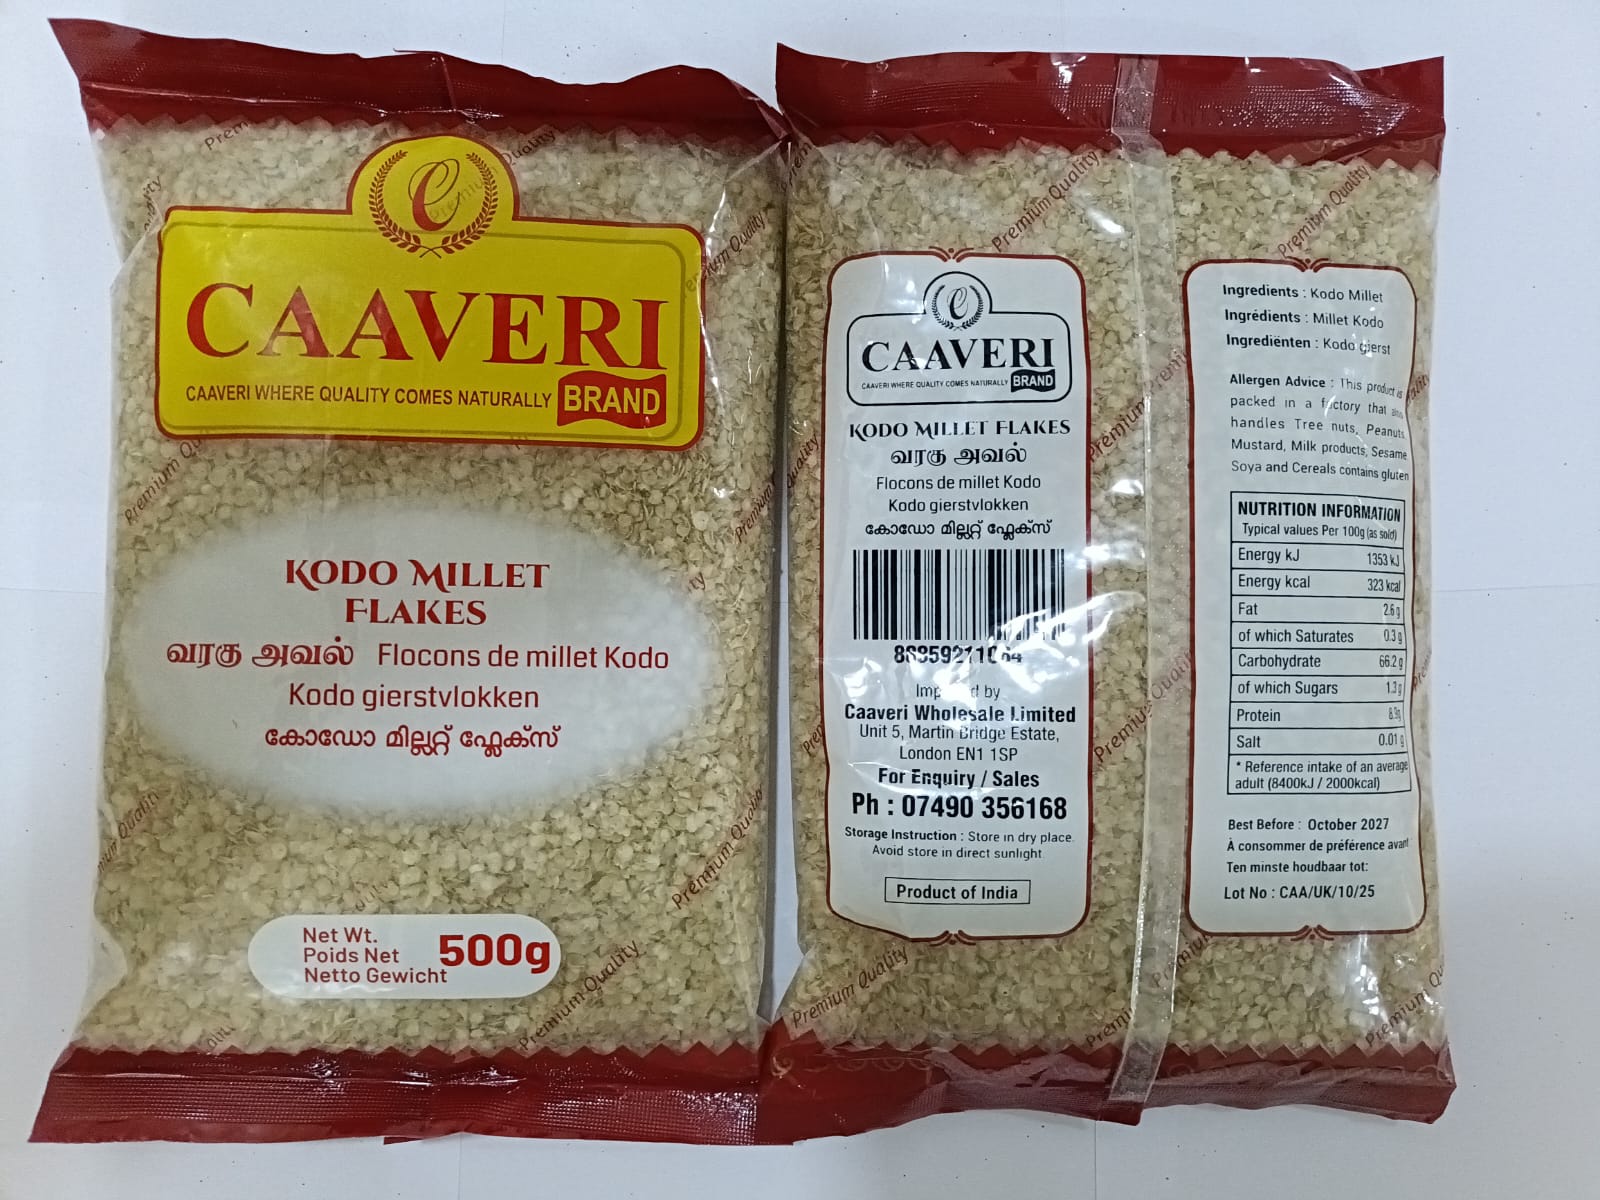 CAAVERI
CAAVERI WHERE QUALITY COMES NATURALLY BRAND
KODO MILLET
FLAKES
வரகு அவல் Flocons de millet Kodo
Kodo gierstvlokken
കോഡോ മില്ലറ്റ് ഫ്ലേക്സ്
Net Wt.
Poids Net
Netto Gewicht
500g
Premium Quality
CAAVERI
CAAVERI WHERE QUALITY COMES NATURALLY BRAND
KODO MILLET FLAKES
வரகு அவல்
Flocons de millet Kodo
Kodo gierstvlokken
കോഡോ മില്ലറ്റ് ഫ്ലേക്സ്
by
Caaveri Wholesale Limited
Unit 5, Martin Bridge Estate,
London EN1 1SP
For Enquiry / Sales
Ph : 07490 356168
Storage Instruction : Store in dry place.
Avoid store in direct sunlight.
Product of India
Ingredients : Kodo Millet
Ingrédients : Millet Kodo
Ingrediënten : Kodo gierst
Allergen Advice : This product is
packed in a factory that also
handles Tree nuts, Peanuts,
Mustard, Milk products, Sesame
Soya and Cereals contains gluten
NUTRITION INFORMATION
Typical values Per 100g (as sold)
Energy kJ 1353 kJ
Energy kcal 323 kcal
Fat 2.6 g
of which Saturates 0.3 g
Carbohydrate 66.2 g
of which Sugars 1.3 g
Protein 8.9g
Salt 0.01 g
* Reference intake of an average
adult (8400kJ / 2000kcal)
Best Before : October 2027
À consommer de préférence avant
Ten minste houdbaar tot:
Lot No : CAA/UK/10/25